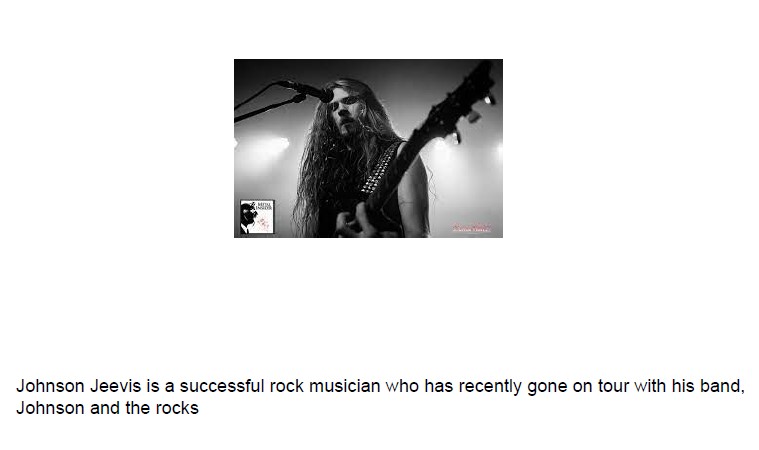 Johnson Jeevis is a successful rock musician who has recently gone on tour with his band,
Johnson and the rocks